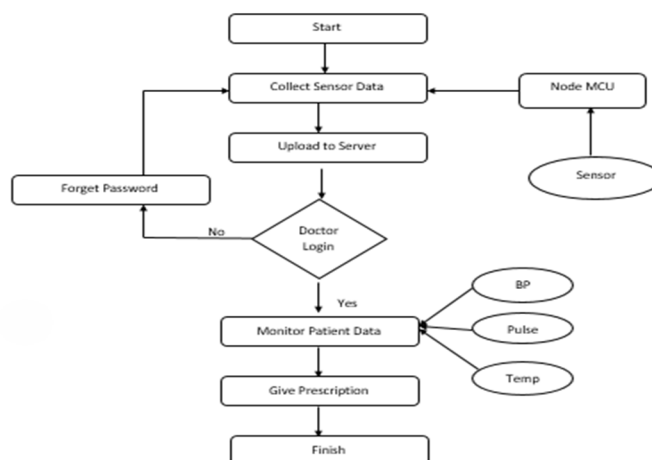 Start
Collect Sensor Data
Node MCU
Upload to Server
Forget Password
Sensor
Doctor
Login
No
BP
Yes
Monitor Patient Data
Pulse
Temp
Give Prescription
Finish